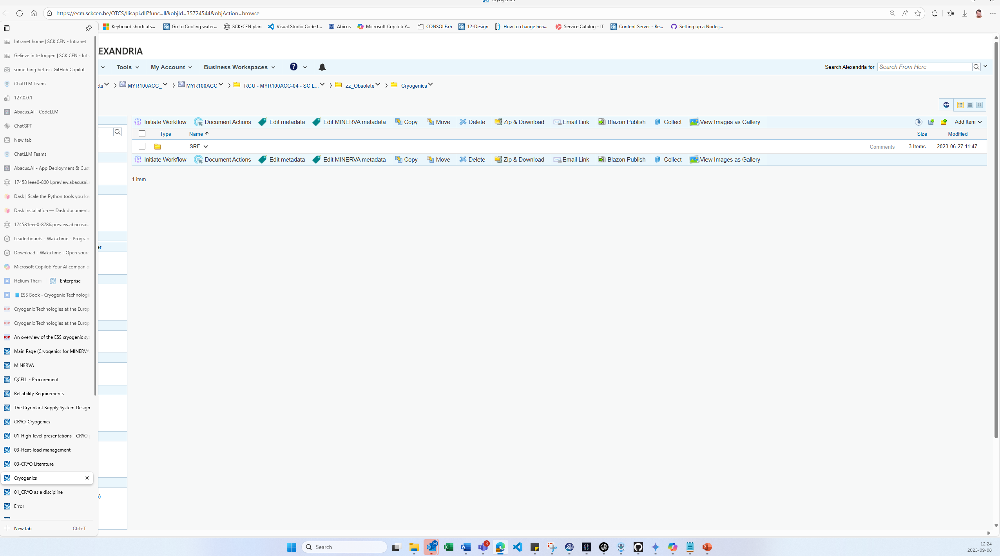 Cryogenics
https://ecm.sckcen.be/OTCS/llisapi.dll?func=ll&objId=35724544&objAction=browse
Keyboard shortcuts...
Go to Cooling water...
SCK•CEN plan
Visual Studio Code t...
Abicus
Microsoft Copilot: Y...
CONSOLE.rh
12-Design
How to change hea...
Service Catalog - IT
Content Server - Re...
Setting up a Node.j...
Intranet home | SCK CEN - Intranet
Gelieve in te loggen | SCK CEN - Intr
something better · GitHub Copilot
ChatLLM Teams
127.0.0.1
Abacus.AI - CodeLLM
ChatGPT
New tab
ChatLLM Teams
Abacus.AI - App Deployment & Cust
174581eee0-8001.preview.abacusai.a
Dask | Scale the Python tools you lov
Dask Installation — Dask documenta
174581eee0-8786.preview.abacusai.a
Leaderboards - WakaTime - Program
Download - WakaTime - Open sourc
Microsoft Copilot: Your AI companio
Helium Therm
Enterprise
ESS Book - Cryogenic Technologie
IOP Cryogenic Technologies at the Europ
IOP Cryogenic Technologies at the Europ
IOP An overview of the ESS cryogenic sys
Main Page (Cryogenics for MINERVA
MINERVA
QCELL - Procurement
Reliability Requirements
The Cryoplant Supply System Design
CRYO_Cryogenics
01-High-level presentations - CRYO
03-Heat-load management
03-CRYO Literature
Cryogenics
01_CRYO as a discipline
Error
New tab Ctrl+T
EXANDRIA
Tools
My Account
Business Workspaces
Search Alexandria for
Search From Here
cts
MYR100ACC_
MYR100ACC
RCU - MYR100ACC-04 - SC L...
zz_Obsolete
Cryogenics
Initiate Workflow Document Actions Edit metadata Edit MINERVA metadata Copy Move Delete Zip & Download Email Link Blazon Publish Collect View Images as Gallery Add Item
Type Name Size Modified
SRF Comments 3 Items 2023-06-27 11:47
Initiate Workflow Document Actions Edit metadata Edit MINERVA metadata Copy Move Delete Zip & Download Email Link Blazon Publish Collect View Images as Gallery
1 item
er
)
Search
3
12:24
2025-09-08